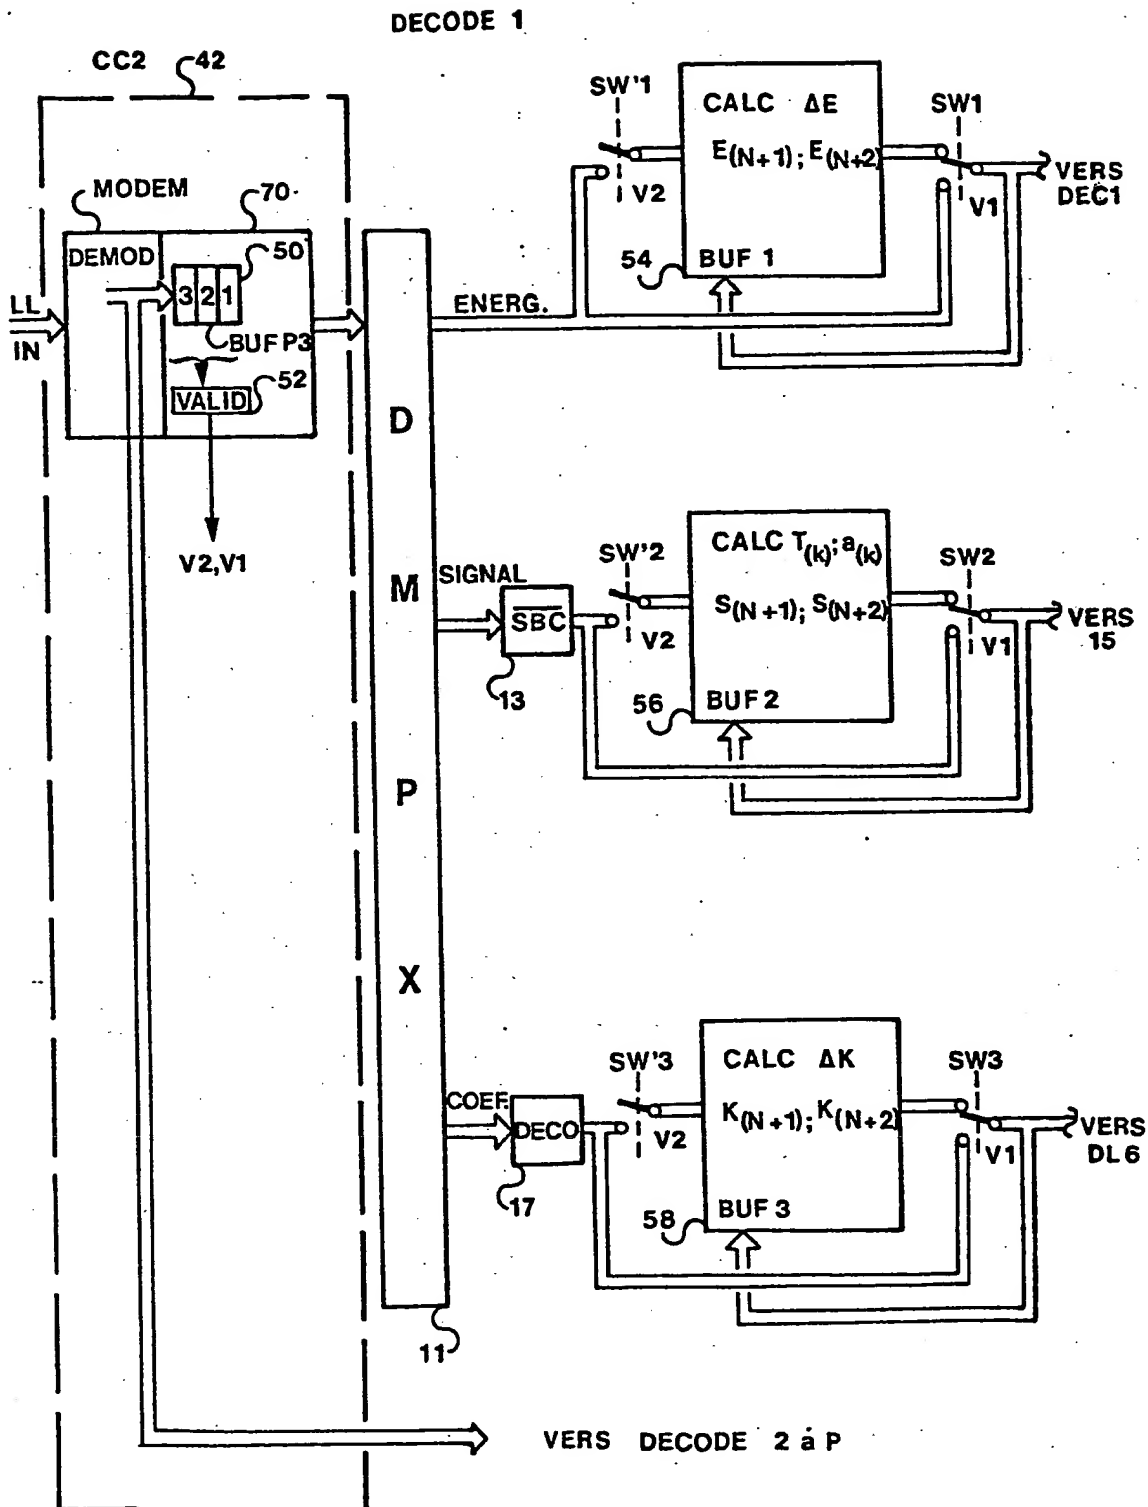 DECODE 1
CC2 42
MODEM
70
DEMOD
50
3 2 1
LL
IN
BUF P3
52
VALID
V2,V1
D
M
P
X
11
ENERG.
SW'1
V2
CALC ΔE
E(N+1); E(N+2)
BUF 1
54
SW1
V1
VERS
DEC1
SIGNAL
SBC
13
SW'2
V2
CALC T(k); a(k)
S(N+1); S(N+2)
BUF 2
56
SW2
V1
VERS
15
COEF.
DECO
17
SW'3
V2
CALC ΔK
K(N+1); K(N+2)
BUF 3
58
SW3
V1
VERS
DL6
VERS DECODE 2 à P